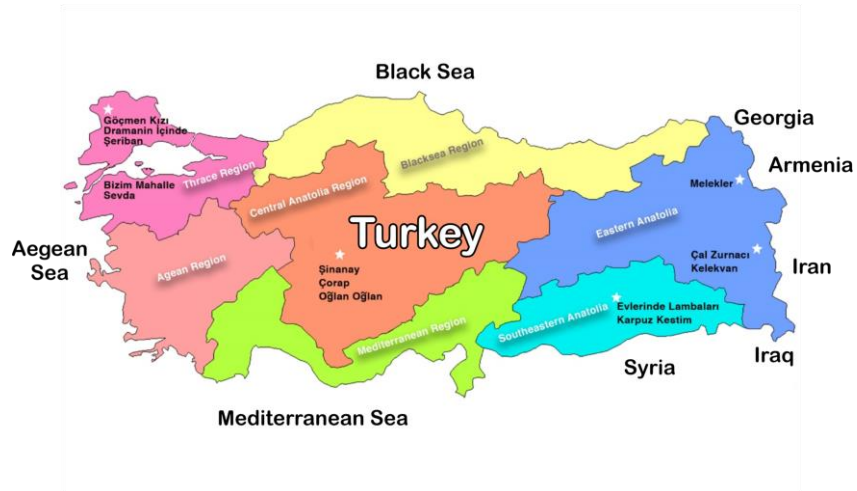 Black Sea
Georgia
Göçmen Kızı
Dramanin İçinde
Şeriban
Blacksea Region
Armenia
Thrace Region
Bizim Mahalle
Sevda
Melekler
Central Anatolia Region
Turkey
Eastern Anatolia
Aegean
Sea
Agean Region
Şinanay
Çorap
Oğlan Oğlan
Çal Zurnacı
Kelekvan
Iran
Evlerinde Lambaları
Karpuz Kestim
Southeastern Anatolia
Mediterranean Region
Iraq
Syria
Mediterranean Sea